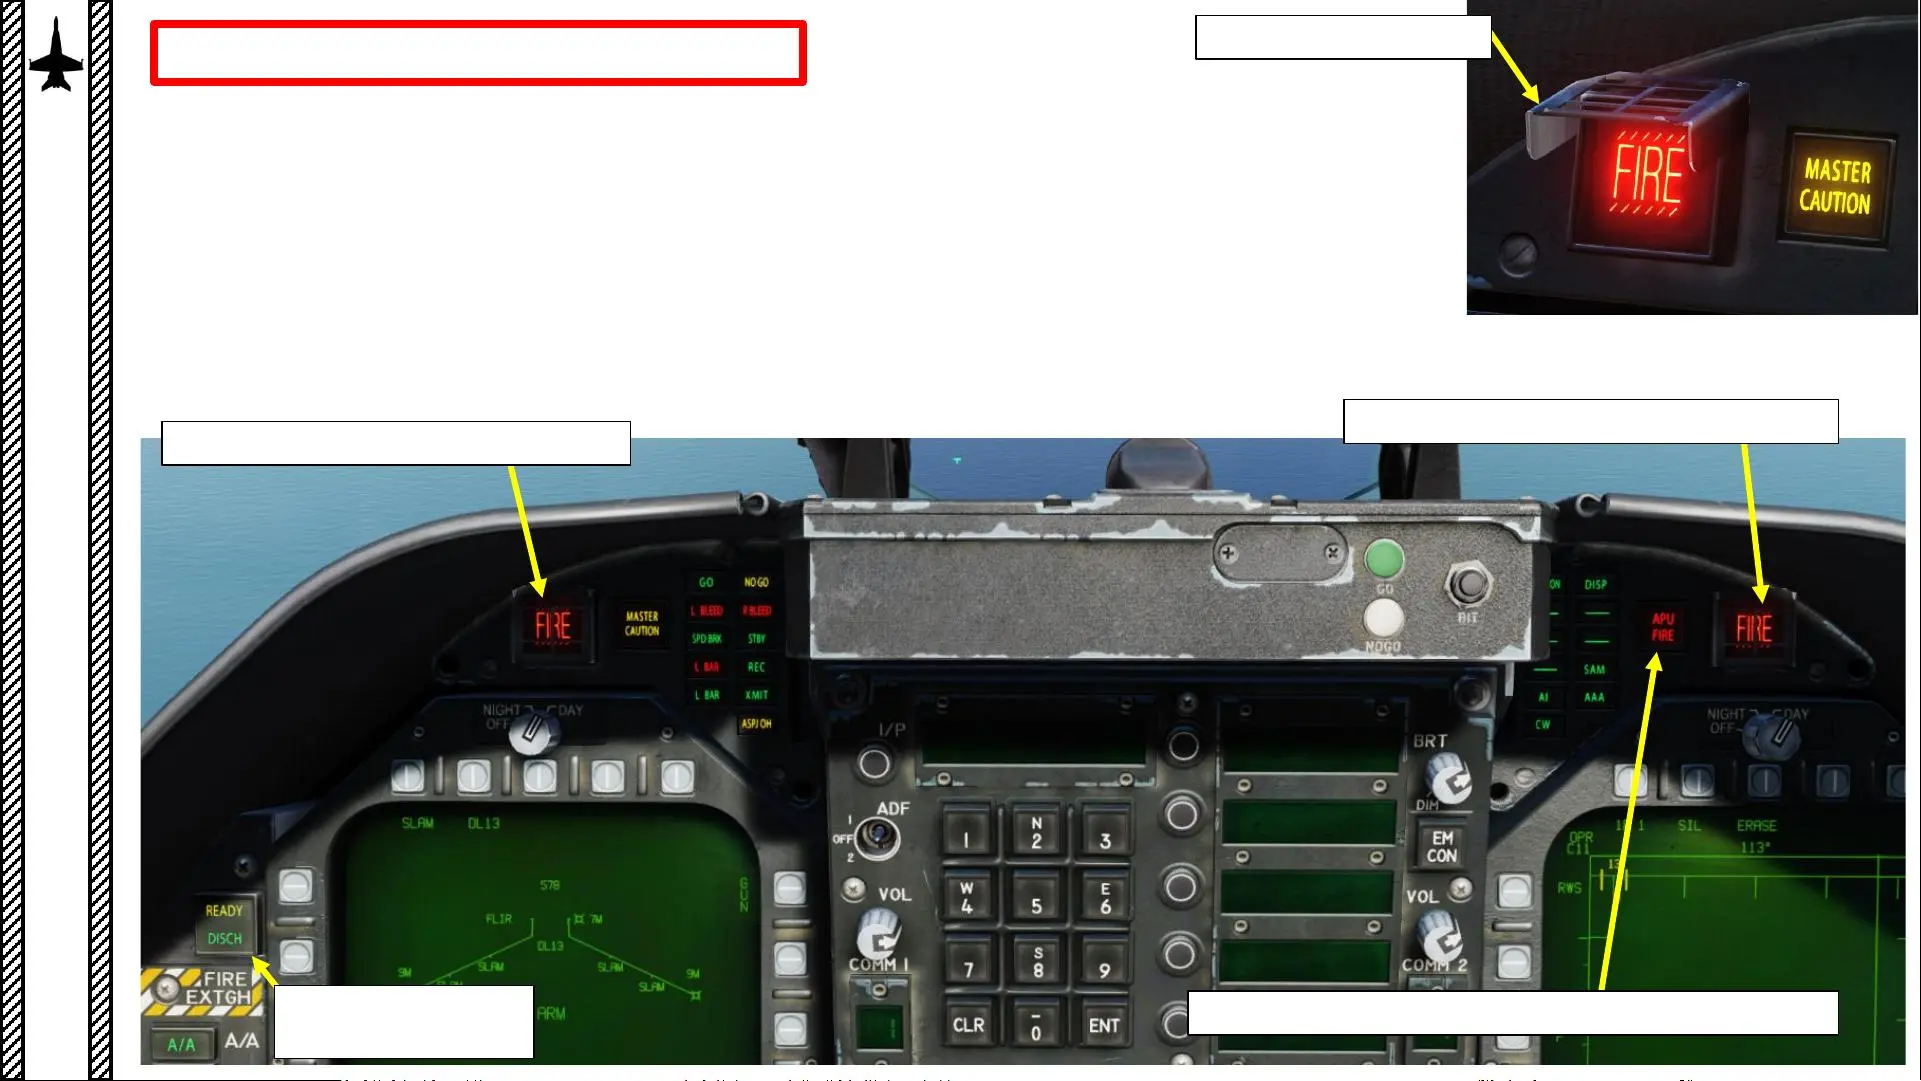 FIRE
MASTER
CAUTION
FIRE
MASTER
CAUTION
GO
NO GO
L BLEED
R BLEED
SPD BRK
STBY
L BAR
REC
L BAR
XMIT
ASPJ OH
GO
BIT
NOGO
DISP
SAM
AI
AAA
CW
APU
FIRE
FIRE
NIGHT
DAY
OFF
NIGHT
DAY
OFF
I/P
ADF
1
OFF
2
VOL
COMM 1
1
N
2
3
W
4
5
E
6
7
S
8
9
CLR
–
0
ENT
BRT
DIM
EM
CON
VOL
COMM 2
SLAM
DL13
578
GUN
FLIR
7M
DL13
SLAM
SLAM
9M
9M
SLAM
SLAM
ARM
OPR
SIL
ERASE
C11
113°
13
RWS
READY
DISCH
FIRE
EXTGH
A/A
A/A